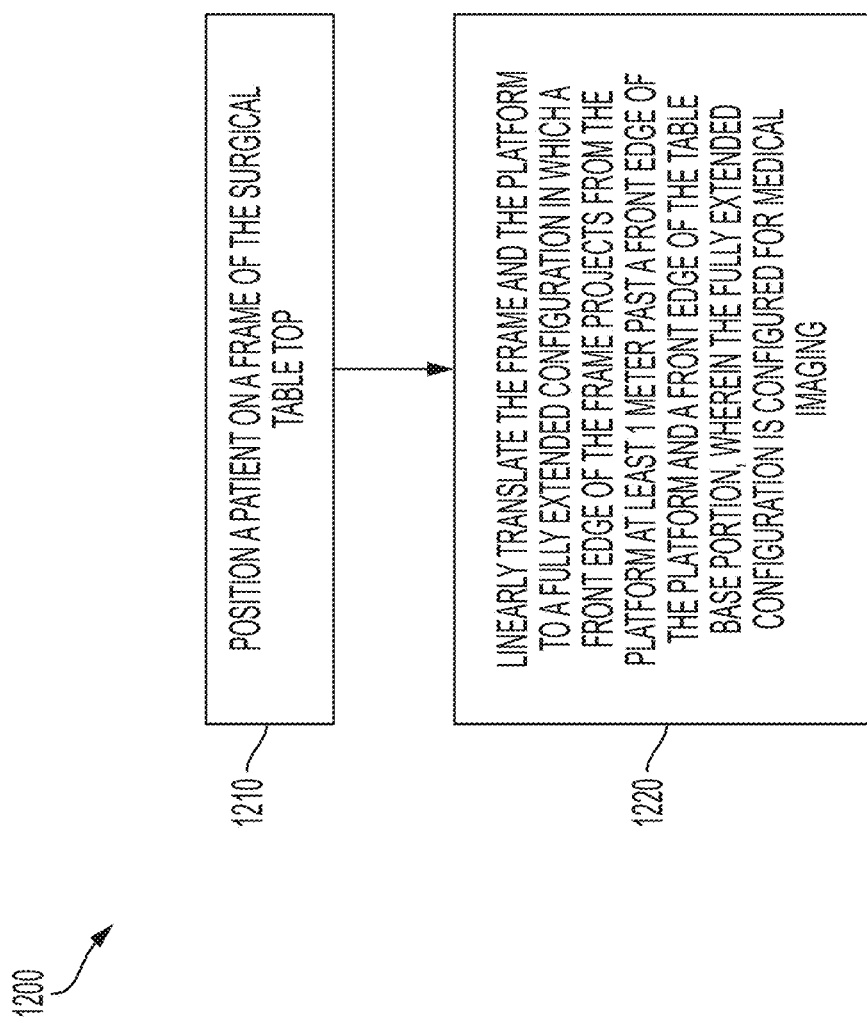 1200
1210
POSITION A PATIENT ON A FRAME OF THE SURGICAL
TABLE TOP
1220
LINEARLY TRANSLATE THE FRAME AND THE PLATFORM
TO A FULLY EXTENDED CONFIGURATION IN WHICH A
FRONT EDGE OF THE FRAME PROJECTS FROM THE
PLATFORM AT LEAST 1 METER PAST A FRONT EDGE OF
THE PLATFORM AND A FRONT EDGE OF THE TABLE
BASE PORTION, WHEREIN THE FULLY EXTENDED
CONFIGURATION IS CONFIGURED FOR MEDICAL
IMAGING